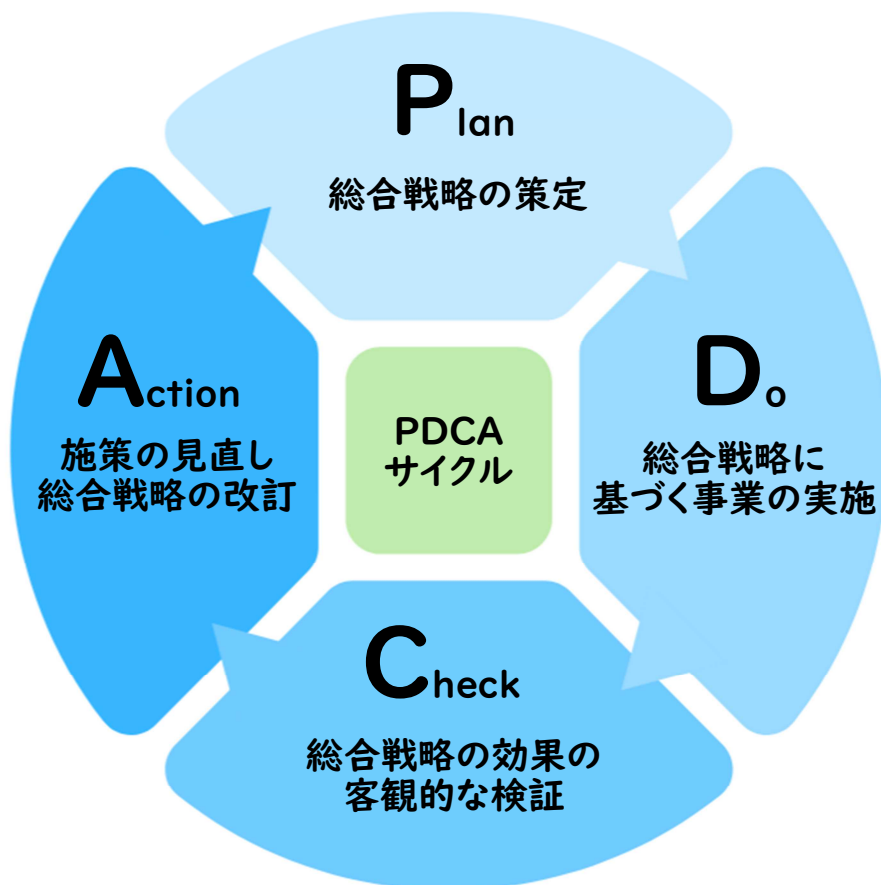 Plan
総合戦略の策定
Action
施策の見直し
総合戦略の改訂
PDCA
サイクル
Do
総合戦略に
基づく事業の実施
Check
総合戦略の効果の
客観的な検証